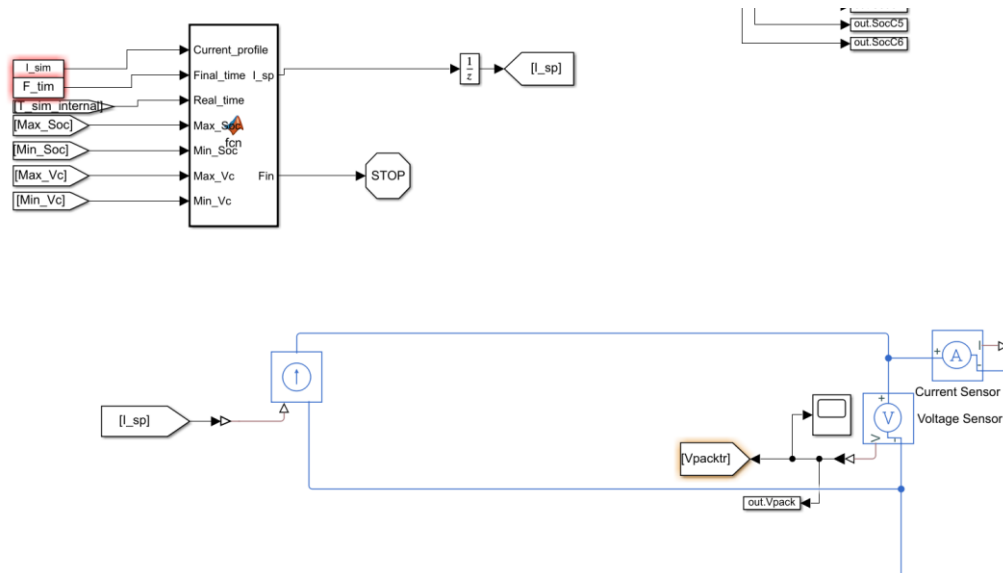 out.SocC5
out.SocC6
I_sim
F_tim
[T_sim_internal]
[Max_Soc]
[Min_Soc]
[Max_Vc]
[Min_Vc]
Current_profile
Final_time
I_sp
Real_time
Max_Soc
fcn
Min_Soc
Max_Vc
Fin
Min_Vc
1
z
[I_sp]
STOP
[I_sp]
+
A
I
Current Sensor
+
V
V
Voltage Sensor
[Vpacktr]
out.Vpack